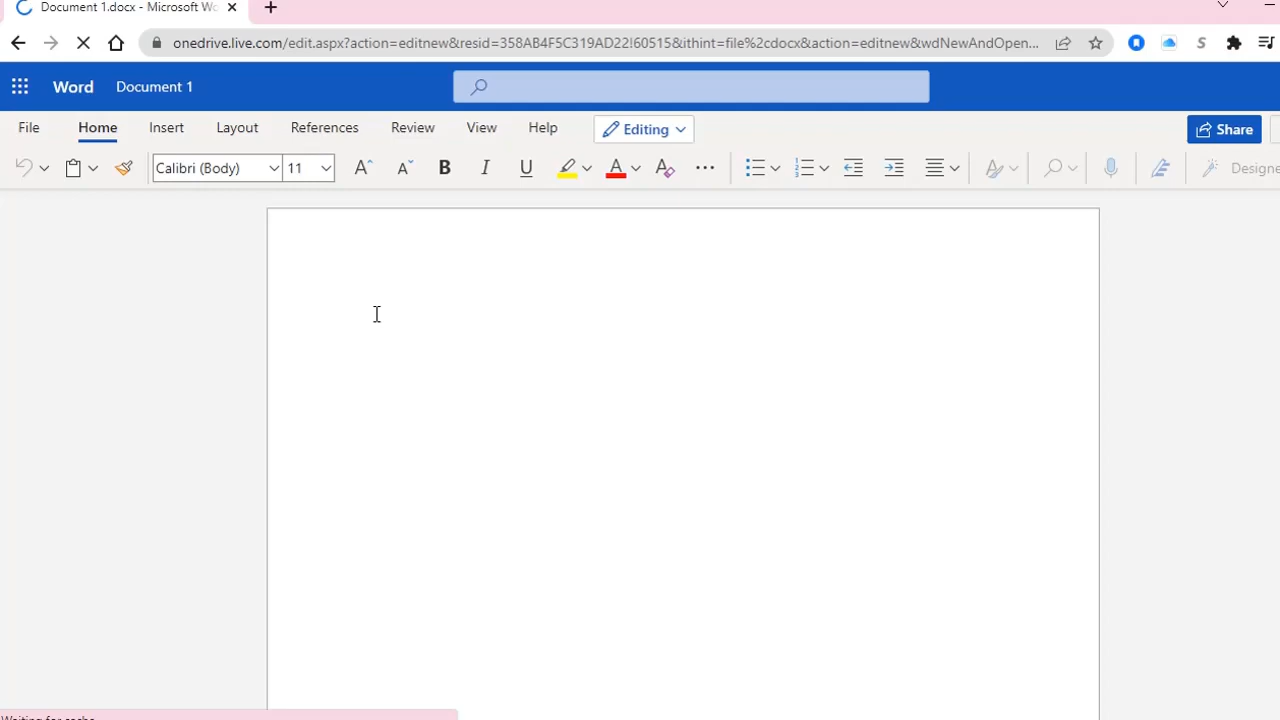 Document 1.docx - Microsoft Wo
onedrive.live.com/edit.aspx?action=editnew&resid=358AB4F5C319AD22!60515&ithint=file%2cdocx&action=editnew&wdNewAndOpen...
Word Document 1
File Home Insert Layout References Review View Help Editing Share
Calibri (Body) 11 A A B I U A A Designe
Waiting for cache